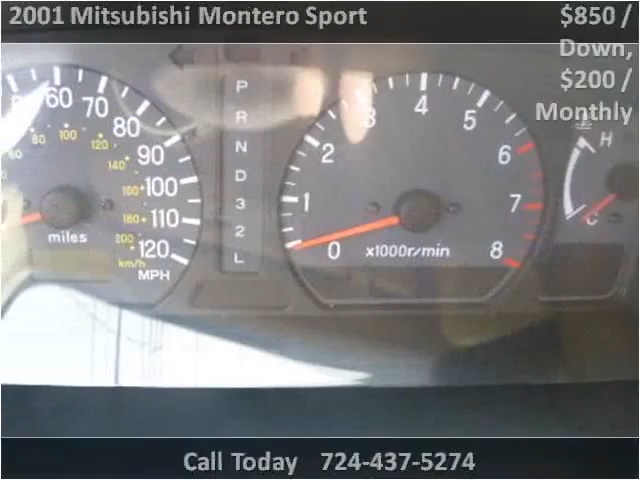 2001 Mitsubishi Montero Sport
$850 /
Down,
$200 /
Monthly
60
70
80
90
100
110
120
MPH
60
80
100
120
140
160
180
200
km/h
miles
P
R
N
D
3
2
L
0
1
2
3
4
5
6
7
8
x1000r/min
H
C
Call Today 724-437-5274